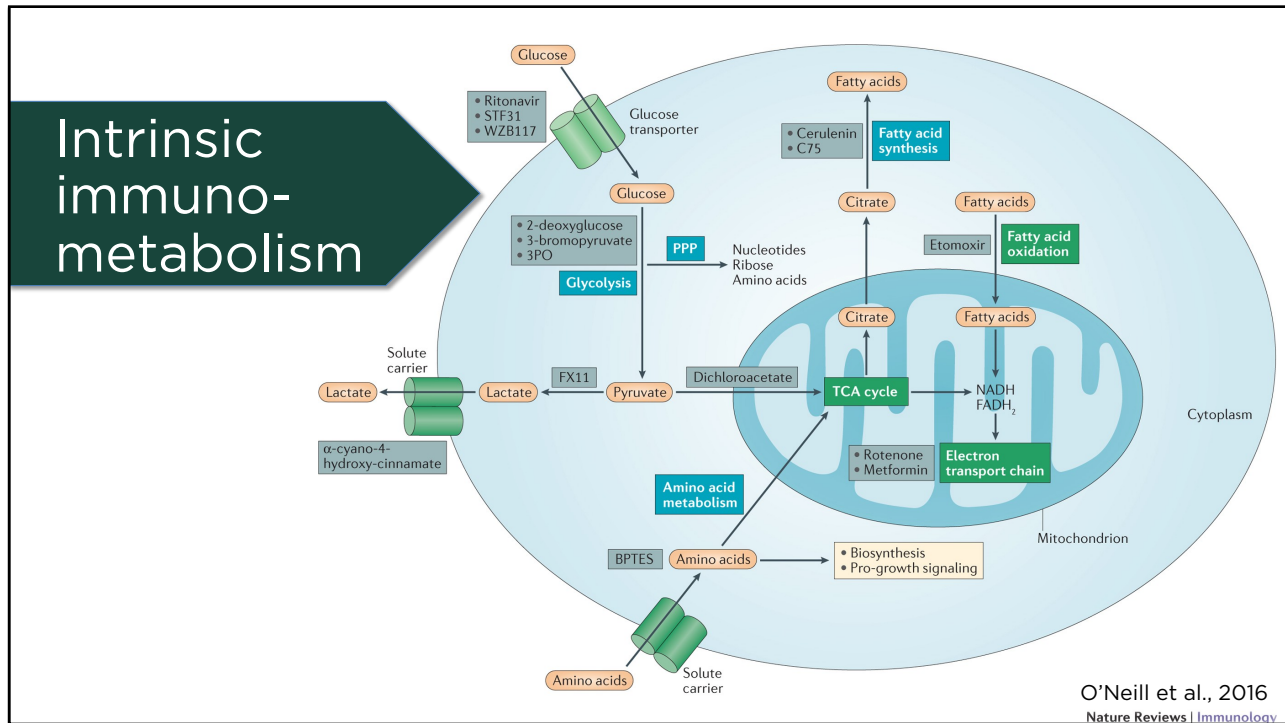 Intrinsic
immuno-
metabolism
Glucose
• Ritonavir
• STF31
• WZB117
Glucose
transporter
Glucose
• 2-deoxyglucose
• 3-bromopyruvate
• 3PO
Glycolysis
PPP
Nucleotides
Ribose
Amino acids
Fatty acids
• Cerulenin
• C75
Fatty acid
synthesis
Citrate
Fatty acids
Etomoxir
Fatty acid
oxidation
Citrate
Fatty acids
Solute
carrier
Lactate
Lactate
FX11
Pyruvate
Dichloroacetate
TCA cycle
NADH
FADH₂
Cytoplasm
α-cyano-4-
hydroxy-cinnamate
• Rotenone
• Metformin
Electron
transport chain
Amino acid
metabolism
Mitochondrion
BPTES
Amino acids
• Biosynthesis
• Pro-growth signaling
Solute
carrier
Amino acids
O'Neill et al., 2016
Nature Reviews | Immunology